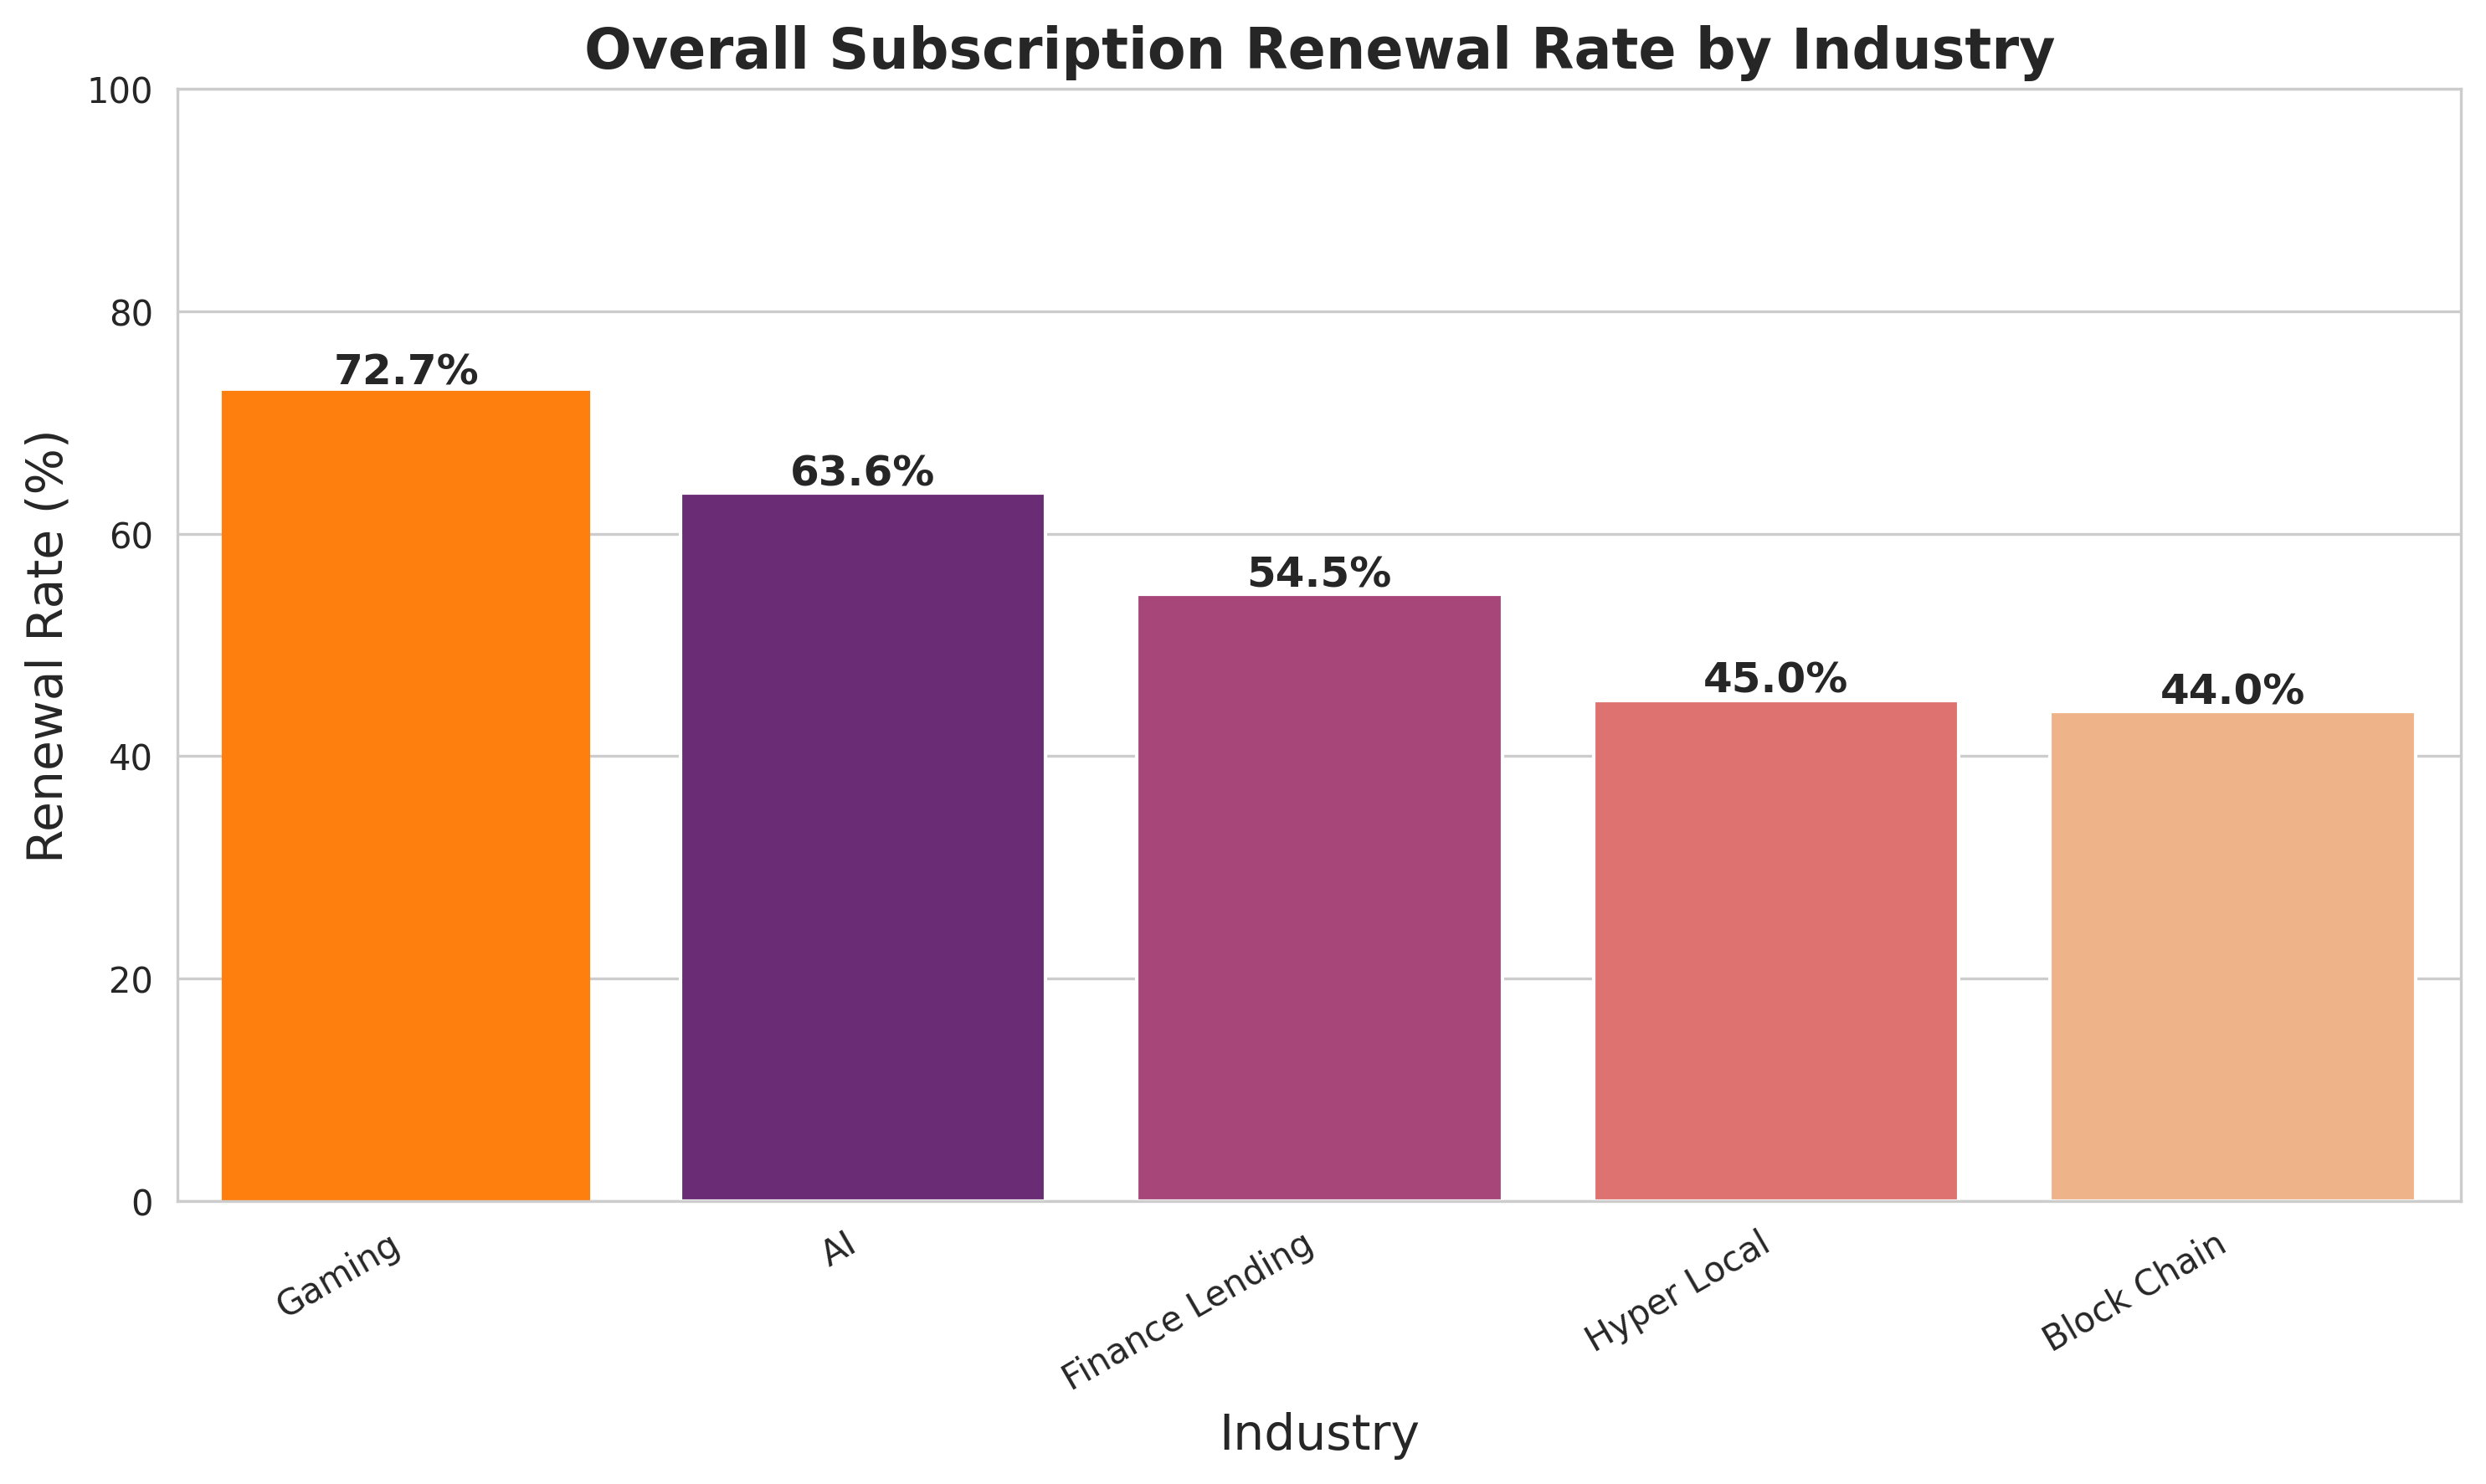 Overall Subscription Renewal Rate by Industry
100
80
60
40
20
0
Renewal Rate (%)
72.7%
63.6%
54.5%
45.0%
44.0%
Gaming
AI
Finance Lending
Hyper Local
Block Chain
Industry